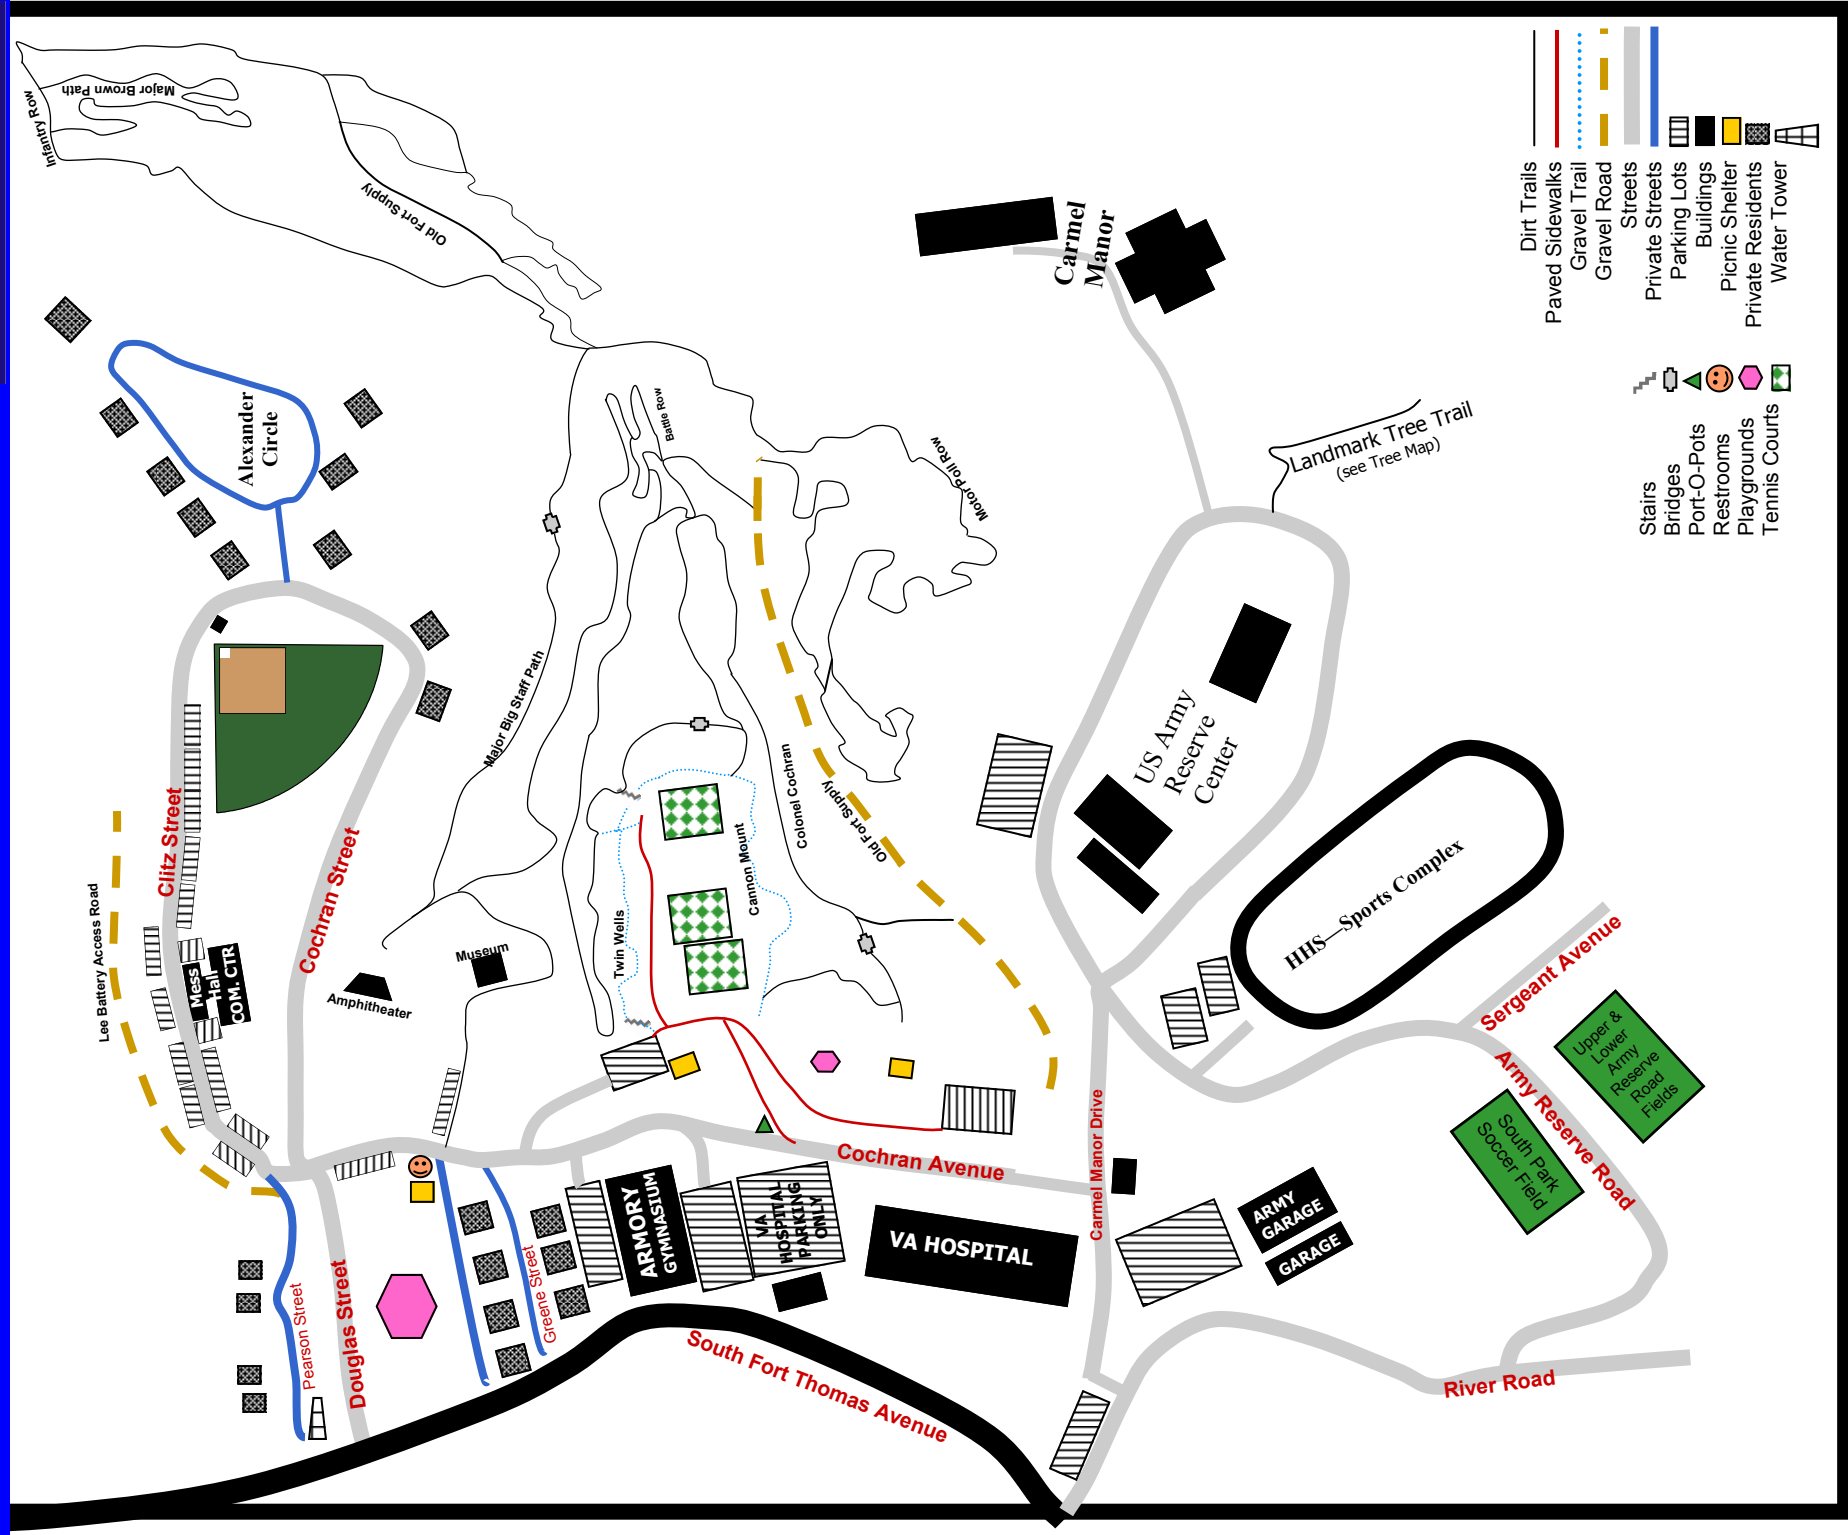 Infantry Row
Major Brown Path
Old Fort Supply
Carmel
Manor
Dirt Trails
Paved Sidewalks
Gravel Trail
Gravel Road
Streets
Private Streets
Parking Lots
Buildings
Picnic Shelter
Private Residents
Water Tower
Stairs
Bridges
Port-O-Pots
Restrooms
Playgrounds
Tennis Courts
Alexander
Circle
Battle Row
Motor Poll Row
Landmark Tree Trail
(see Tree Map)
Major Big Staff Path
US Army
Reserve
Center
Colonel Cochran
Old Fort Supply
Cannon Mount
Twin Wells
Clitz Street
Cochran Street
Lee Battery Access Road
Mess
Hall
COM. CTR
Museum
Amphitheater
HHS—Sports Complex
Sergeant Avenue
Upper &
Lower
Army
Reserve
Road
Fields
Army Reserve Road
South Park
Soccer Field
Cochran Avenue
Carmel Manor Drive
ARMORY
GYMNASIUM
VA
HOSPITAL
PARKING
ONLY
VA HOSPITAL
ARMY
GARAGE
GARAGE
Pearson Street
Douglas Street
Greene Street
South Fort Thomas Avenue
River Road